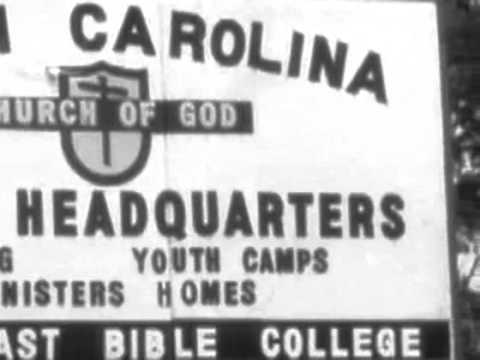 H CAROLINA
CHURCH OF GOD
HEADQUARTERS
G YOUTH CAMPS
NISTERS HOMES
AST BIBLE COLLEGE